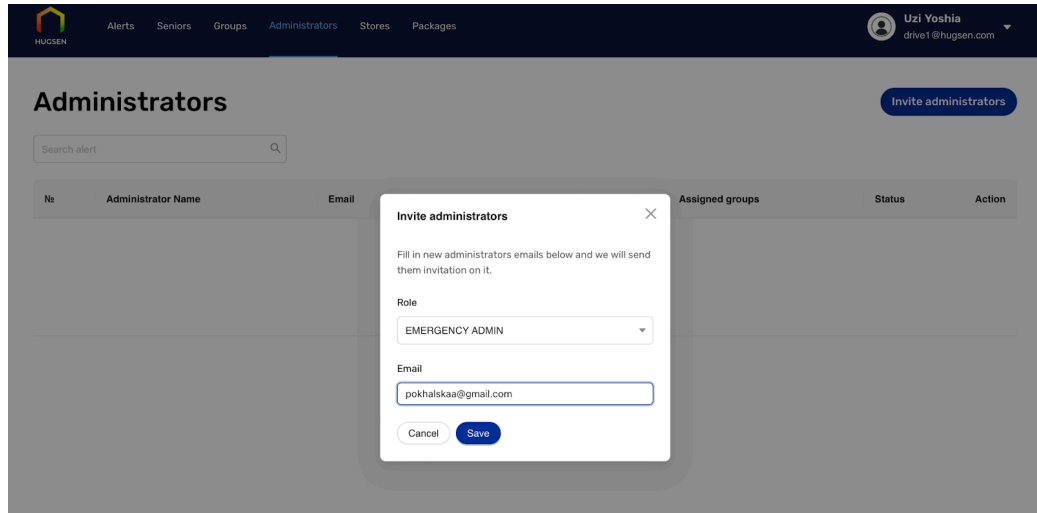 HUGSEN
Alerts Seniors Groups Administrators Stores Packages
Uzi Yoshia
drive1@hugsen.com
Administrators
Invite administrators
Search alert
№ Administrator Name Email Assigned groups Status Action
Invite administrators
Fill in new administrators emails below and we will send
them invitation on it.
Role
EMERGENCY ADMIN
Email
pokhalskaa@gmail.com
Cancel Save